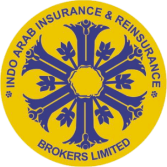 INDO ARAB INSURANCE & REINSURANCE
BROKERS LIMITED